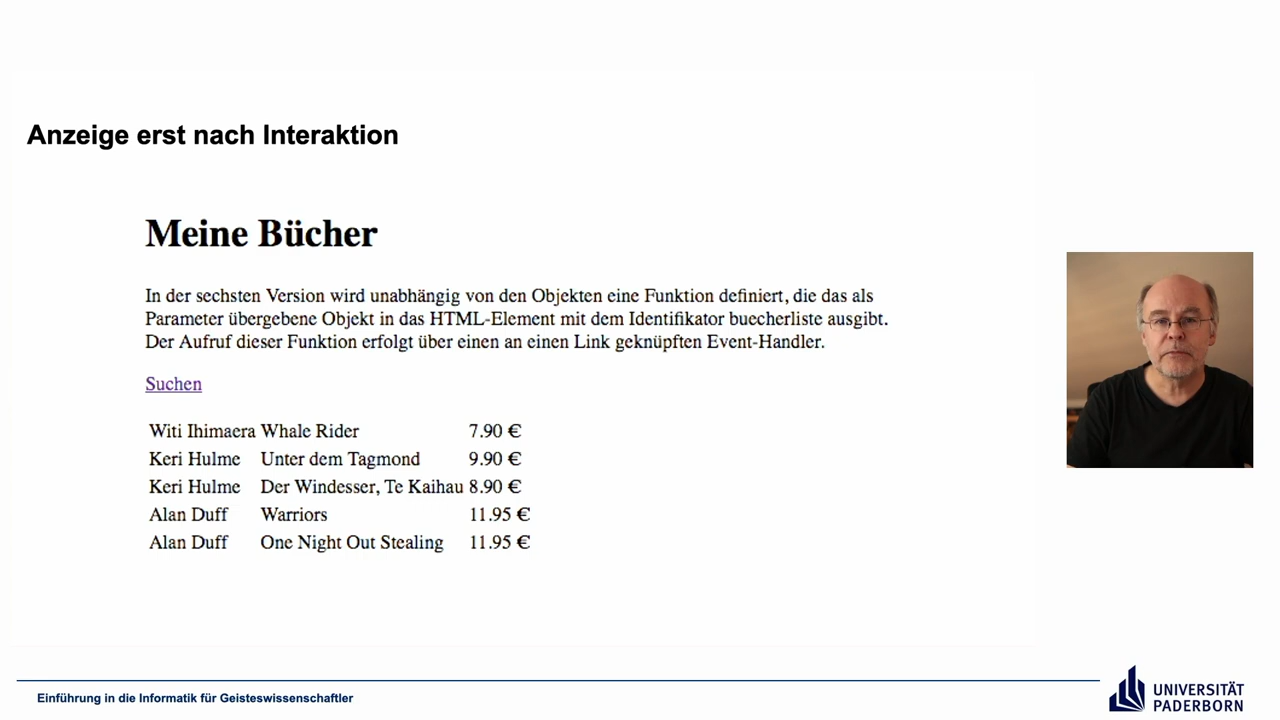 Anzeige erst nach Interaktion
Meine Bücher
In der sechsten Version wird unabhängig von den Objekten eine Funktion definiert, die das als
Parameter übergebene Objekt in das HTML-Element mit dem Identifikator buecherliste ausgibt.
Der Aufruf dieser Funktion erfolgt über einen an einen Link geknüpften Event-Handler.
Suchen
Witi Ihimaera Whale Rider 7.90 €
Keri Hulme Unter dem Tagmond 9.90 €
Keri Hulme Der Windesser, Te Kaihau 8.90 €
Alan Duff Warriors 11.95 €
Alan Duff One Night Out Stealing 11.95 €
Einführung in die Informatik für Geisteswissenschaftler
UNIVERSITÄT
PADERBORN